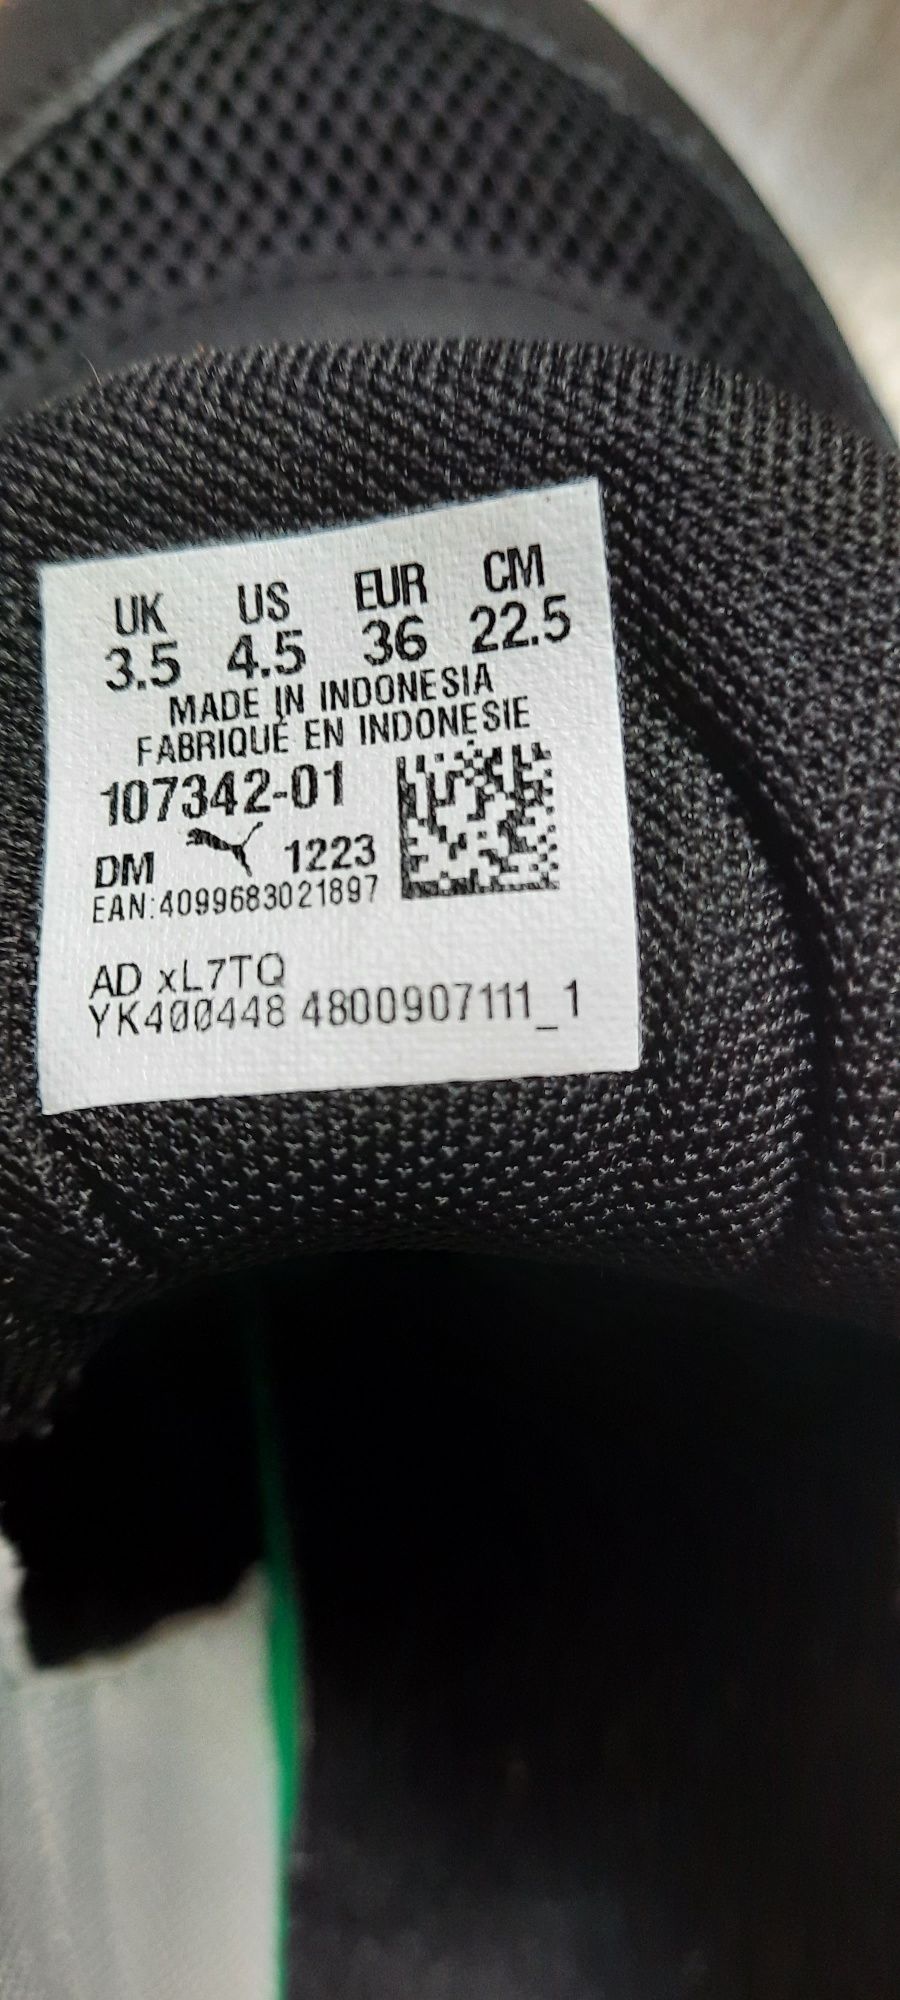 UK US EUR CM
3.5 4.5 36 22.5
MADE IN INDONESIA
FABRIQUÉ EN INDONESIE
107342-01
DM 1223
EAN:4099683021897
AD xL7TQ
YK400448 4800907111_1